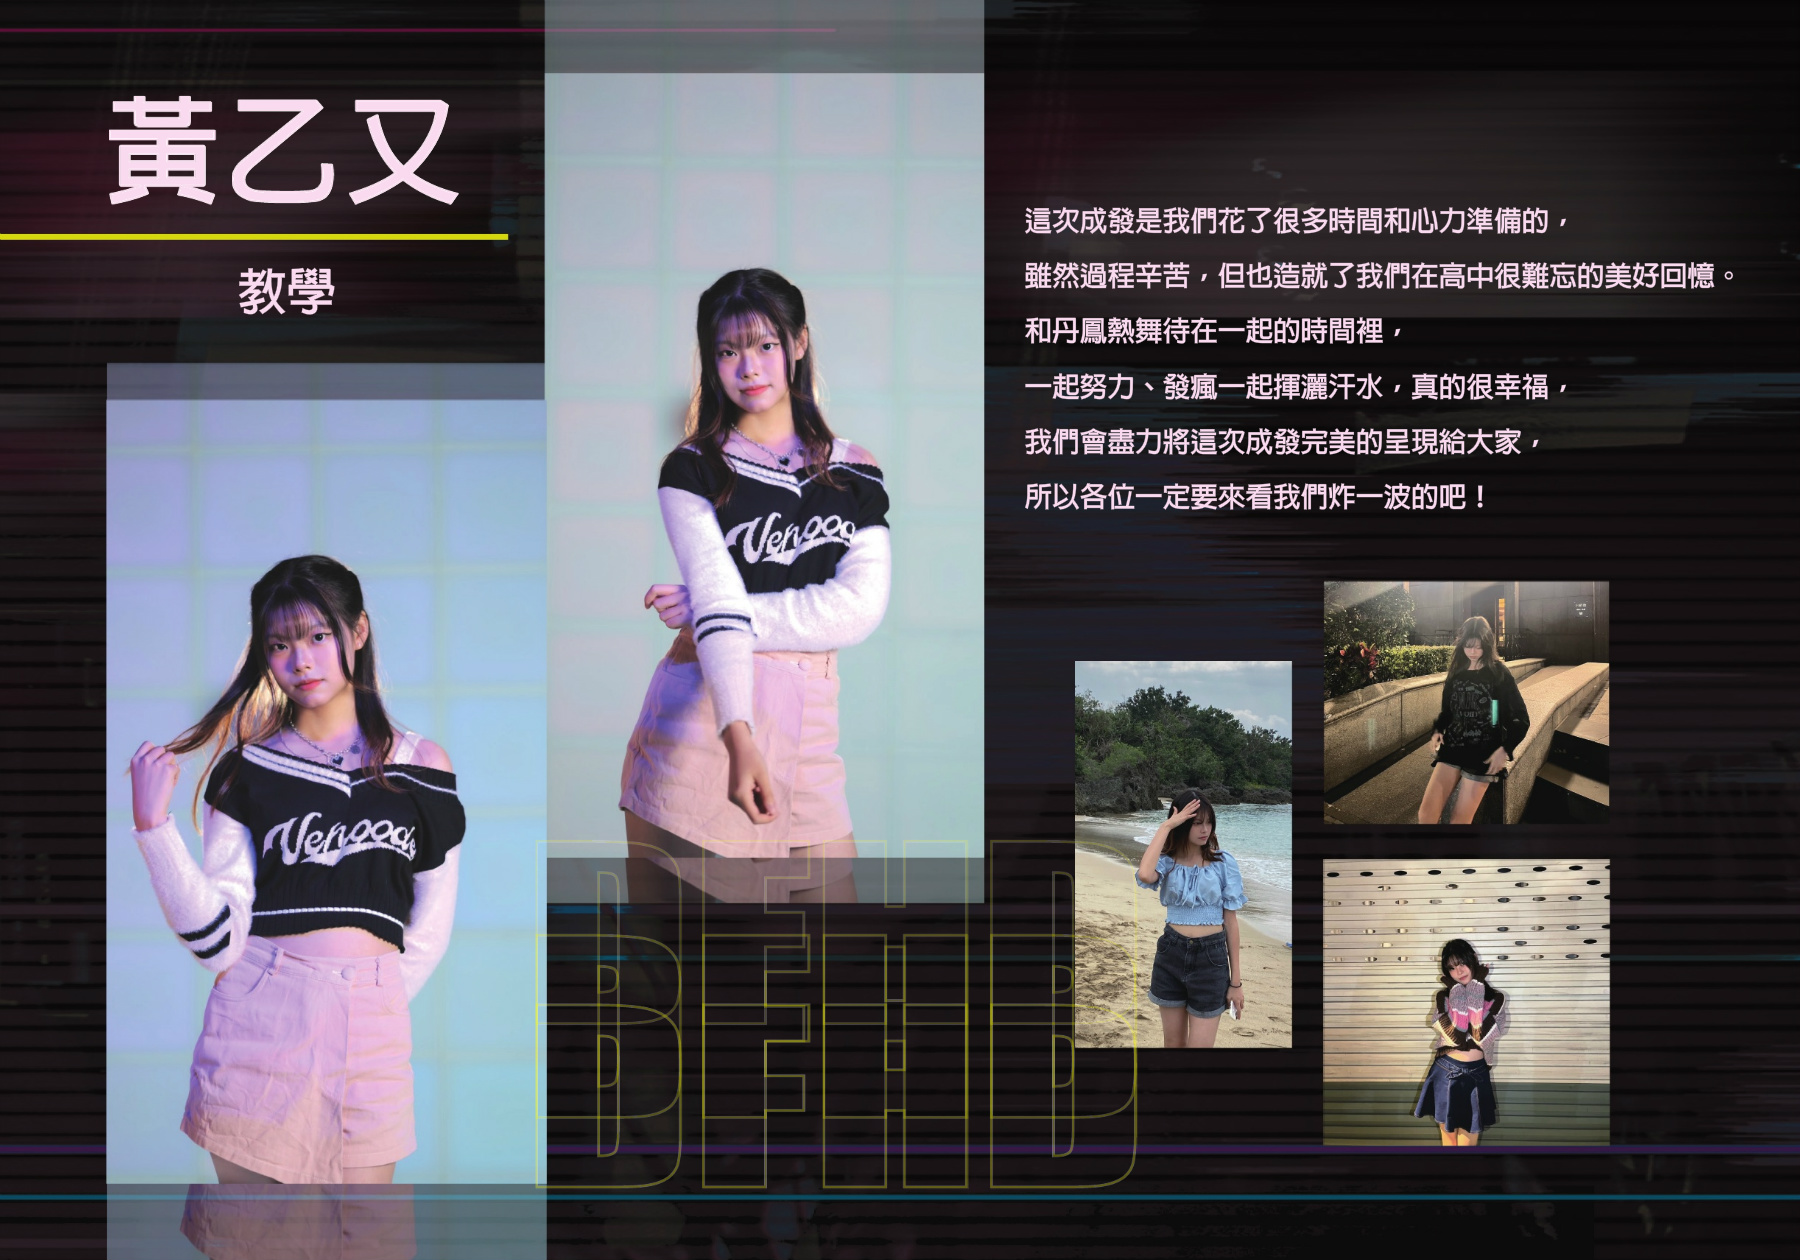 黃乙又
教學
這次成發是我們花了很多時間和心力準備的，
雖然過程辛苦，但也造就了我們在高中很難忘的美好回憶。
和丹鳳熱舞待在一起的時間裡，
一起努力、發瘋一起揮灑汗水，真的很幸福，
我們會盡力將這次成發完美的呈現給大家，
所以各位一定要來看我們炸一波的吧！
Venoode
Venoode
DFHD
DFHD